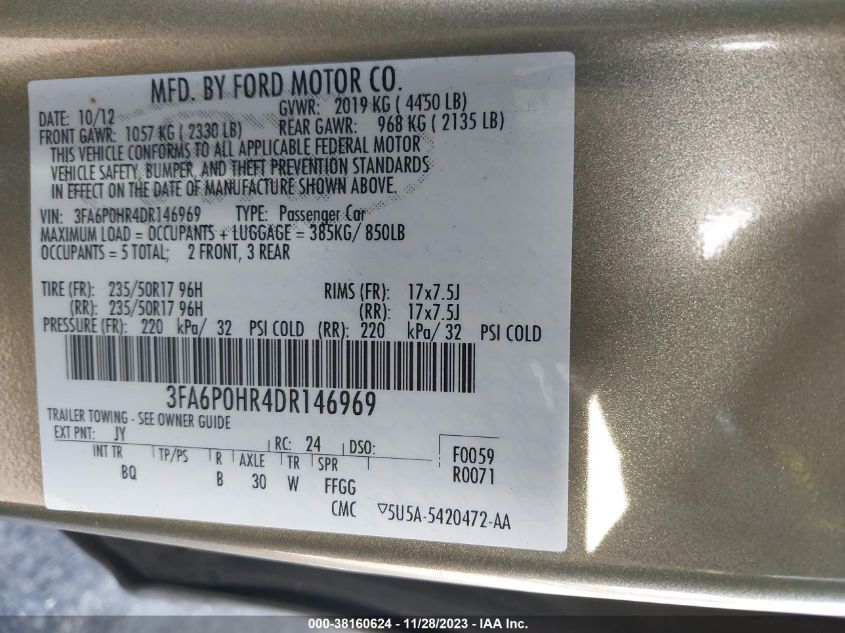 MFD. BY FORD MOTOR CO.
DATE: 10/12 GVWR: 2019 KG ( 4450 LB)
FRONT GAWR: 1057 KG ( 2330 LB) REAR GAWR: 968 KG ( 2135 LB)
THIS VEHICLE CONFORMS TO ALL APPLICABLE FEDERAL MOTOR
VEHICLE SAFETY, BUMPER, AND THEFT PREVENTION STANDARDS
IN EFFECT ON THE DATE OF MANUFACTURE SHOWN ABOVE.
VIN: 3FA6P0HR4DR146969 TYPE: Passenger Car
MAXIMUM LOAD = OCCUPANTS + LUGGAGE = 385KG/ 850LB
OCCUPANTS = 5 TOTAL; 2 FRONT, 3 REAR
TIRE (FR): 235/50R17 96H RIMS (FR): 17x7.5J
(RR): 235/50R17 96H (RR): 17x7.5J
PRESSURE (FR): 220 kPa/ 32 PSI COLD (RR): 220 kPa/ 32 PSI COLD
3FA6P0HR4DR146969
TRAILER TOWING - SEE OWNER GUIDE
EXT PNT: JY RC: 24 DSO: F0059
INT TR TP/PS R AXLE TR SPR R0071
BQ B 30 W FFGG
CMC ▽5U5A-5420472-AA
000-38160624 - 11/28/2023 - IAA Inc.